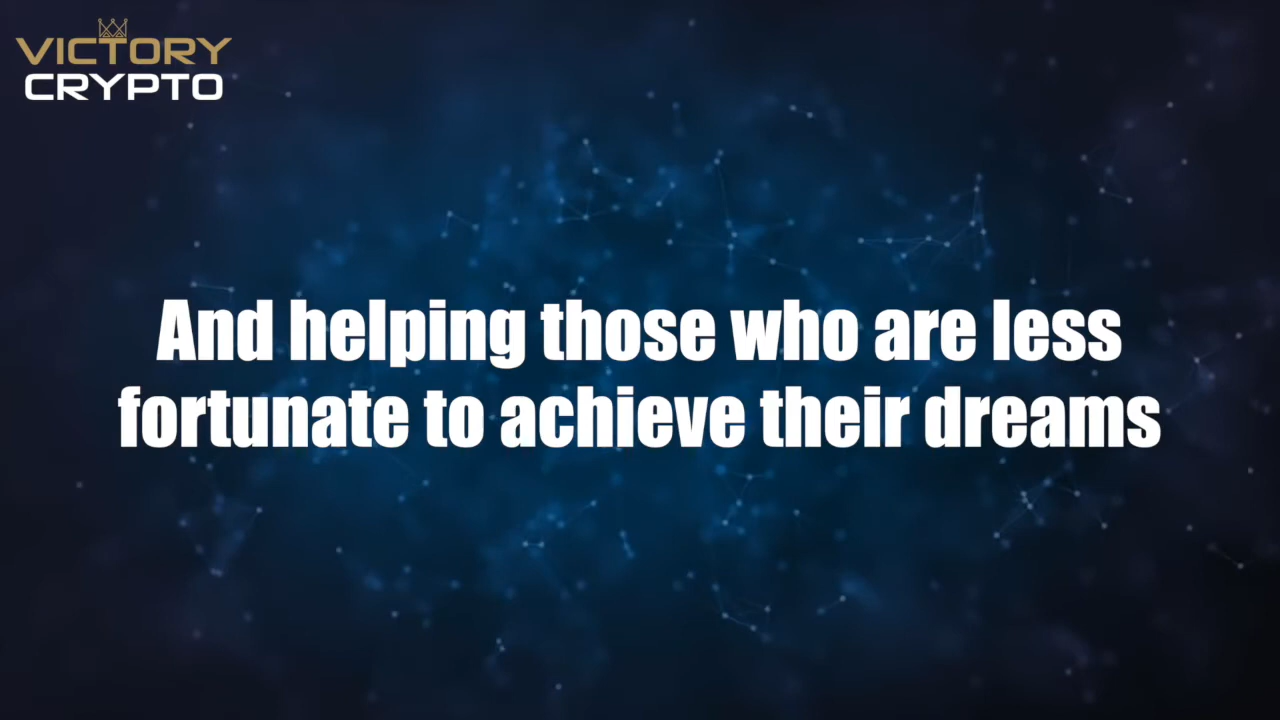 VICTORY
CRYPTO
And helping those who are less
fortunate to achieve their dreams